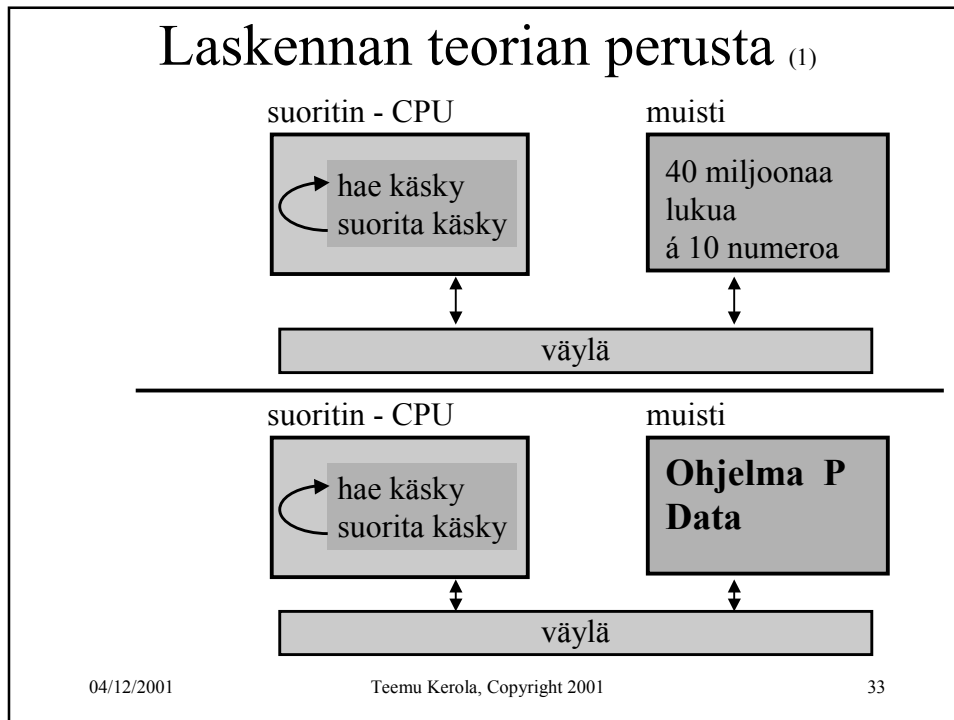 Laskennan teorian perusta (1)
suoritin - CPU
muisti
hae käsky
suorita käsky
40 miljoonaa
lukua
á 10 numeroa
väylä
suoritin - CPU
muisti
hae käsky
suorita käsky
Ohjelma P
Data
väylä
04/12/2001
Teemu Kerola, Copyright 2001
33